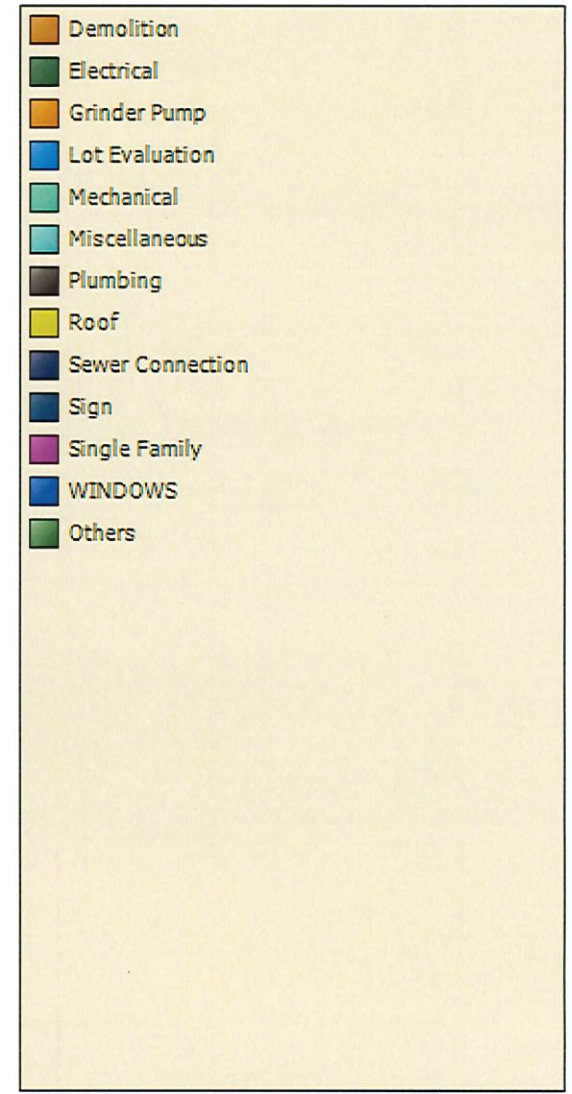 Demolition
Electrical
Grinder Pump
Lot Evaluation
Mechanical
Miscellaneous
Plumbing
Roof
Sewer Connection
Sign
Single Family
WINDOWS
Others